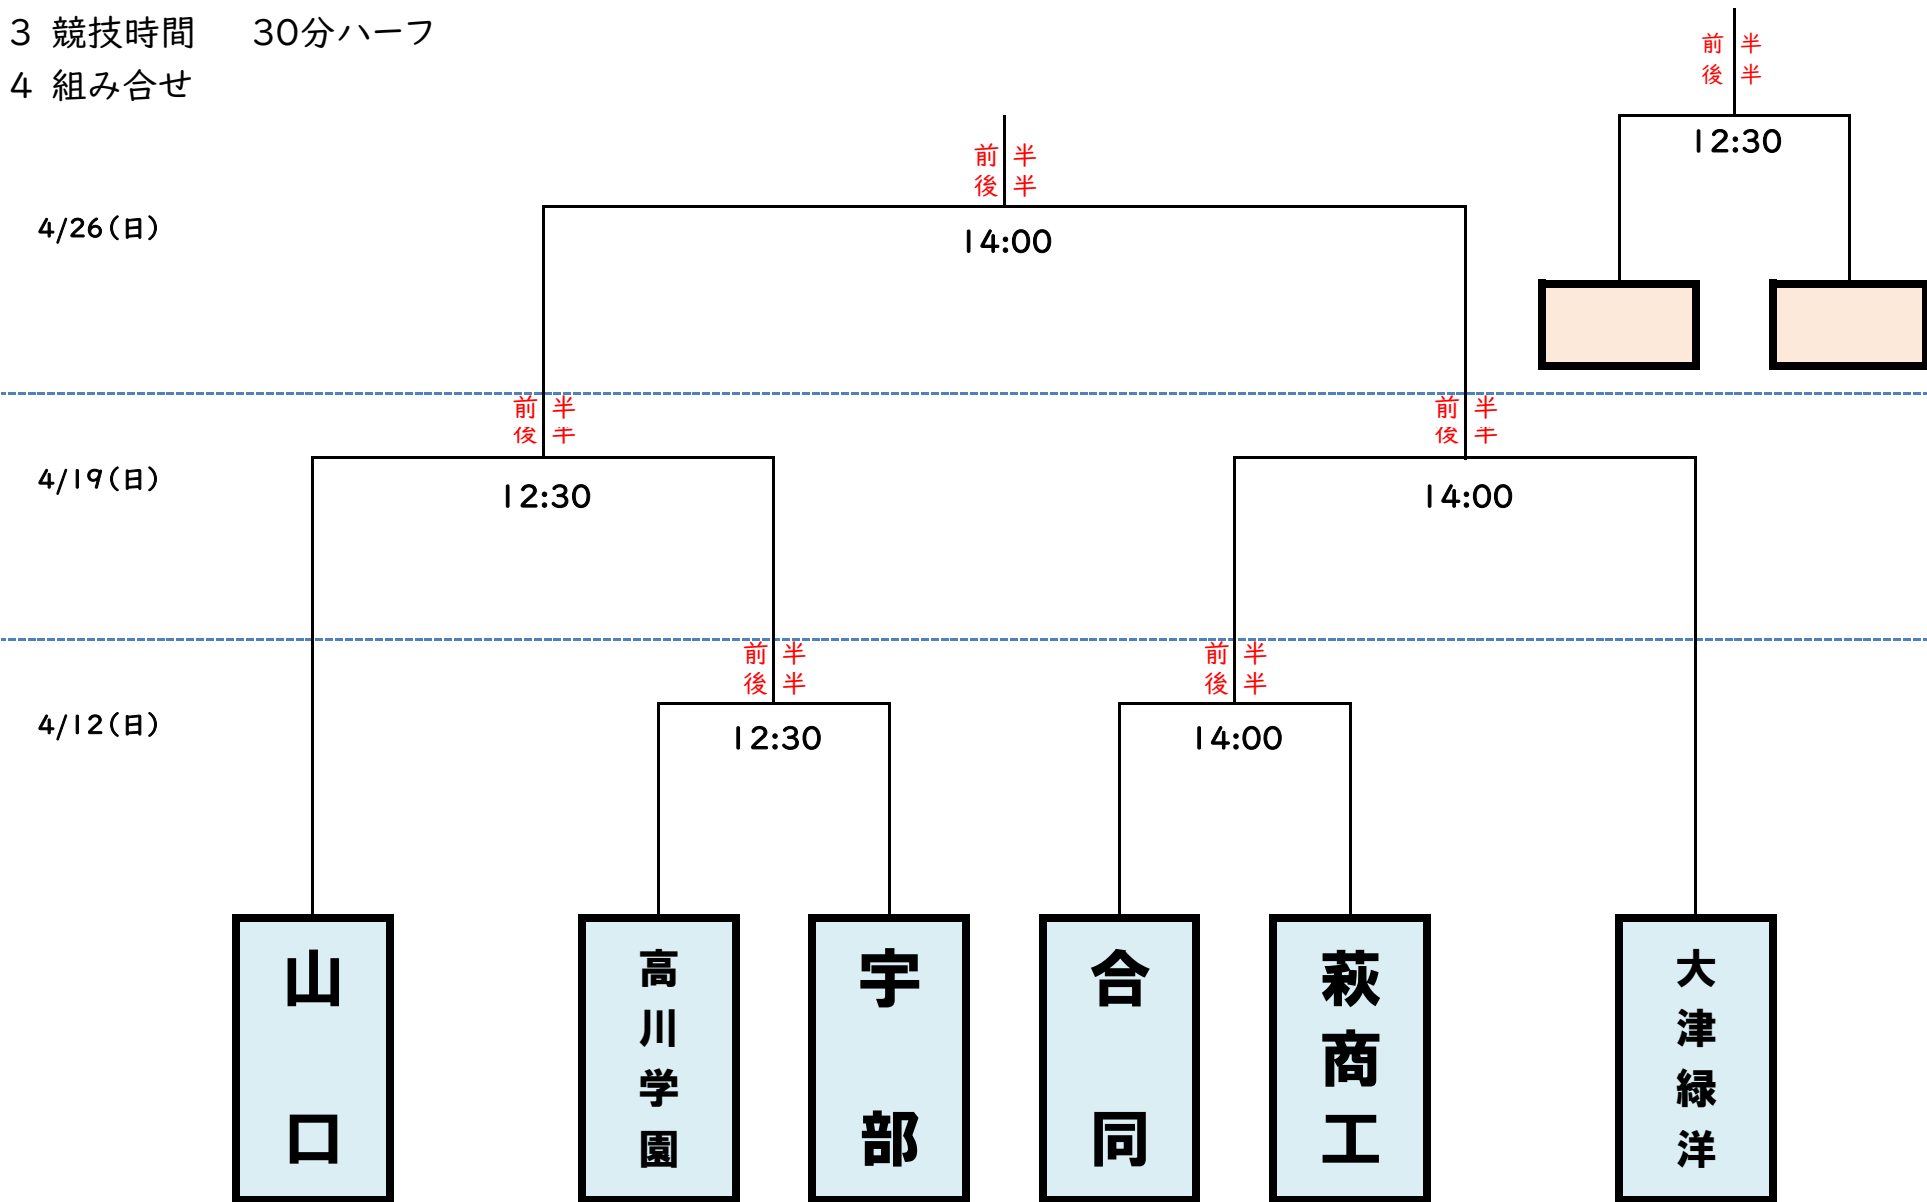 3 競技時間 30分ハーフ
4 組み合せ
前 半
後 半
12:30
前 半
後 半
4/26(日)
14:00
前 半
後 半
前 半
後 半
4/19(日)
12:30
14:00
前 半
後 半
前 半
後 半
4/12(日)
12:30
14:00
山口
高川学園
宇部
合同
萩商工
大津緑洋